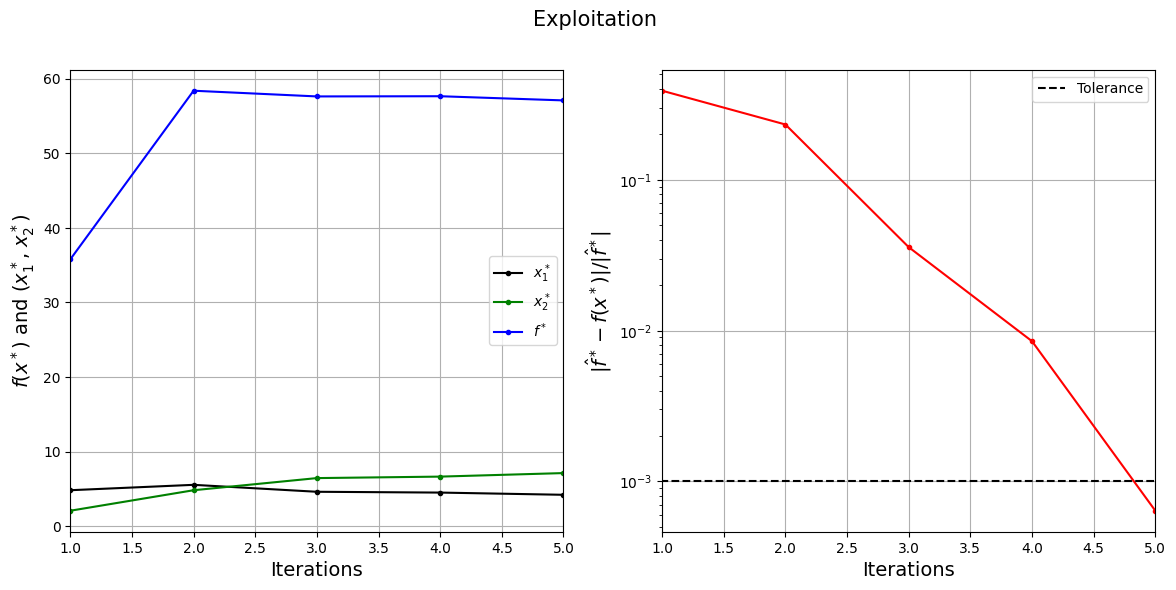 Exploitation
f(x*) and (x₁*, x₂*)
60
50
40
30
20
10
0
x₁*
x₂*
f*
1.0 1.5 2.0 2.5 3.0 3.5 4.0 4.5 5.0
Iterations
|f̂* − f(x*)|/|f̂*|
10⁻¹
10⁻²
10⁻³
Tolerance
1.0 1.5 2.0 2.5 3.0 3.5 4.0 4.5 5.0
Iterations